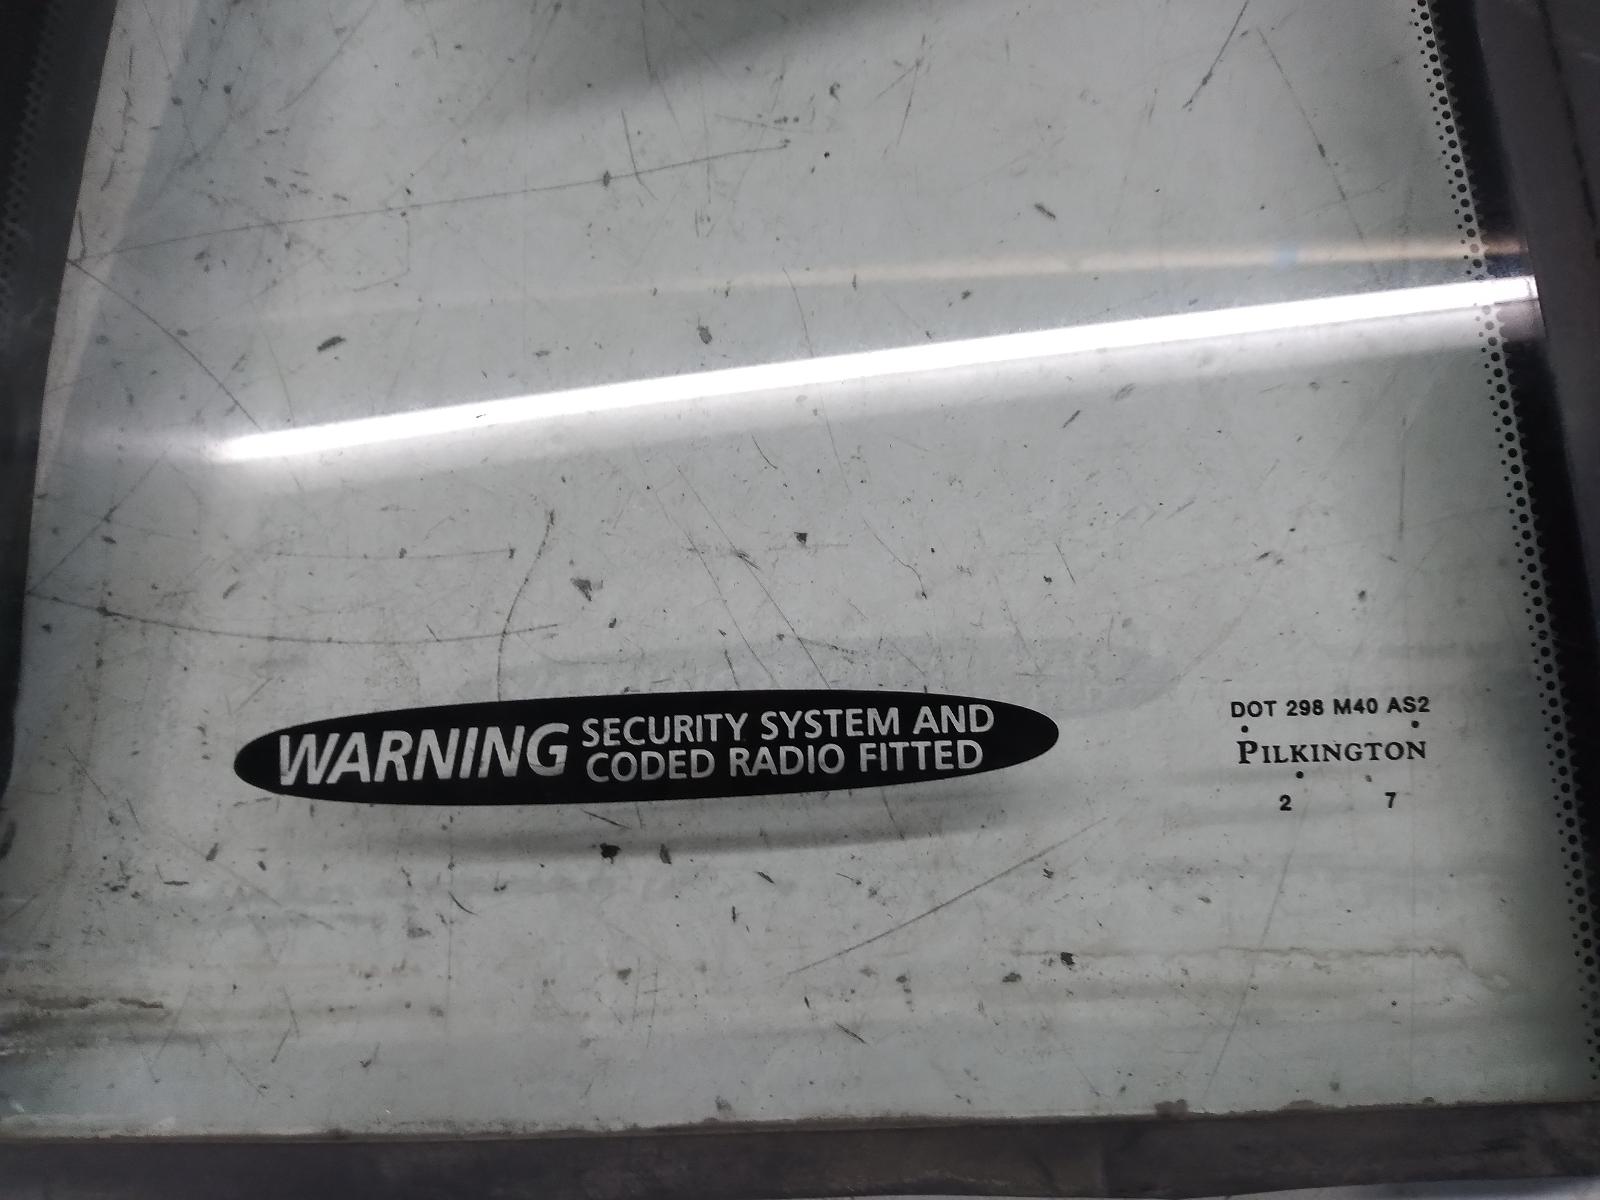 WARNING SECURITY SYSTEM AND
CODED RADIO FITTED
DOT 298 M40 AS2
PILKINGTON
2 7